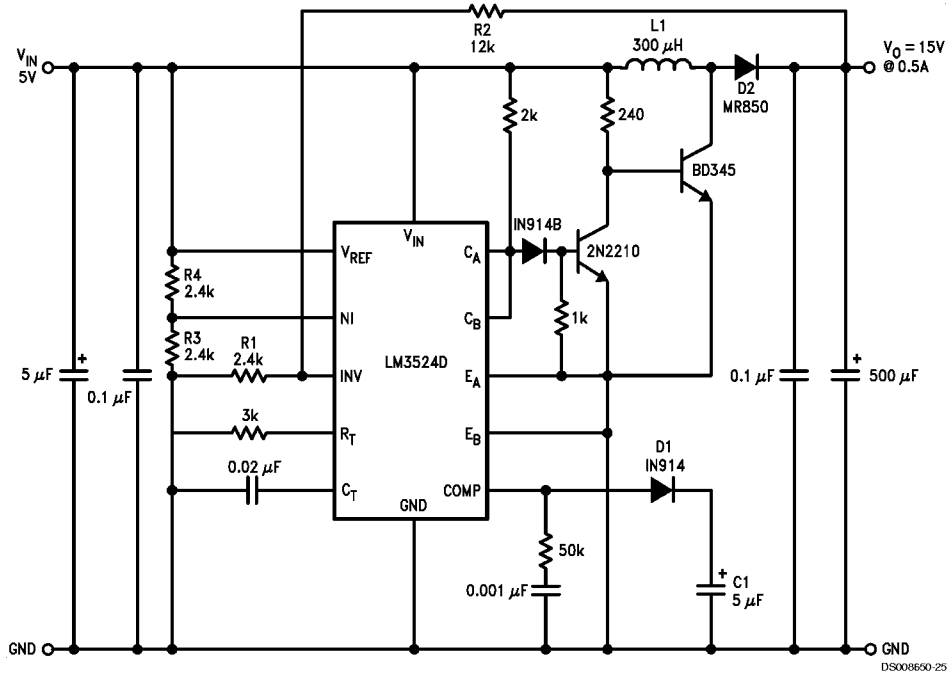 R2
12k
L1
300 μH
V_IN
5V
V_O = 15V
@ 0.5A
D2
MR850
2k
240
BD345
V_IN
IN914B
2N2210
V_REF
C_A
R4
2.4k
NI
C_B
1k
R3
2.4k
R1
2.4k
LM3524D
5 μF
+
0.1 μF
INV
E_A
0.1 μF
+
500 μF
3k
R_T
E_B
0.02 μF
D1
IN914
C_T
COMP
GND
50k
0.001 μF
+
C1
5 μF
GND
GND
DS008650-25